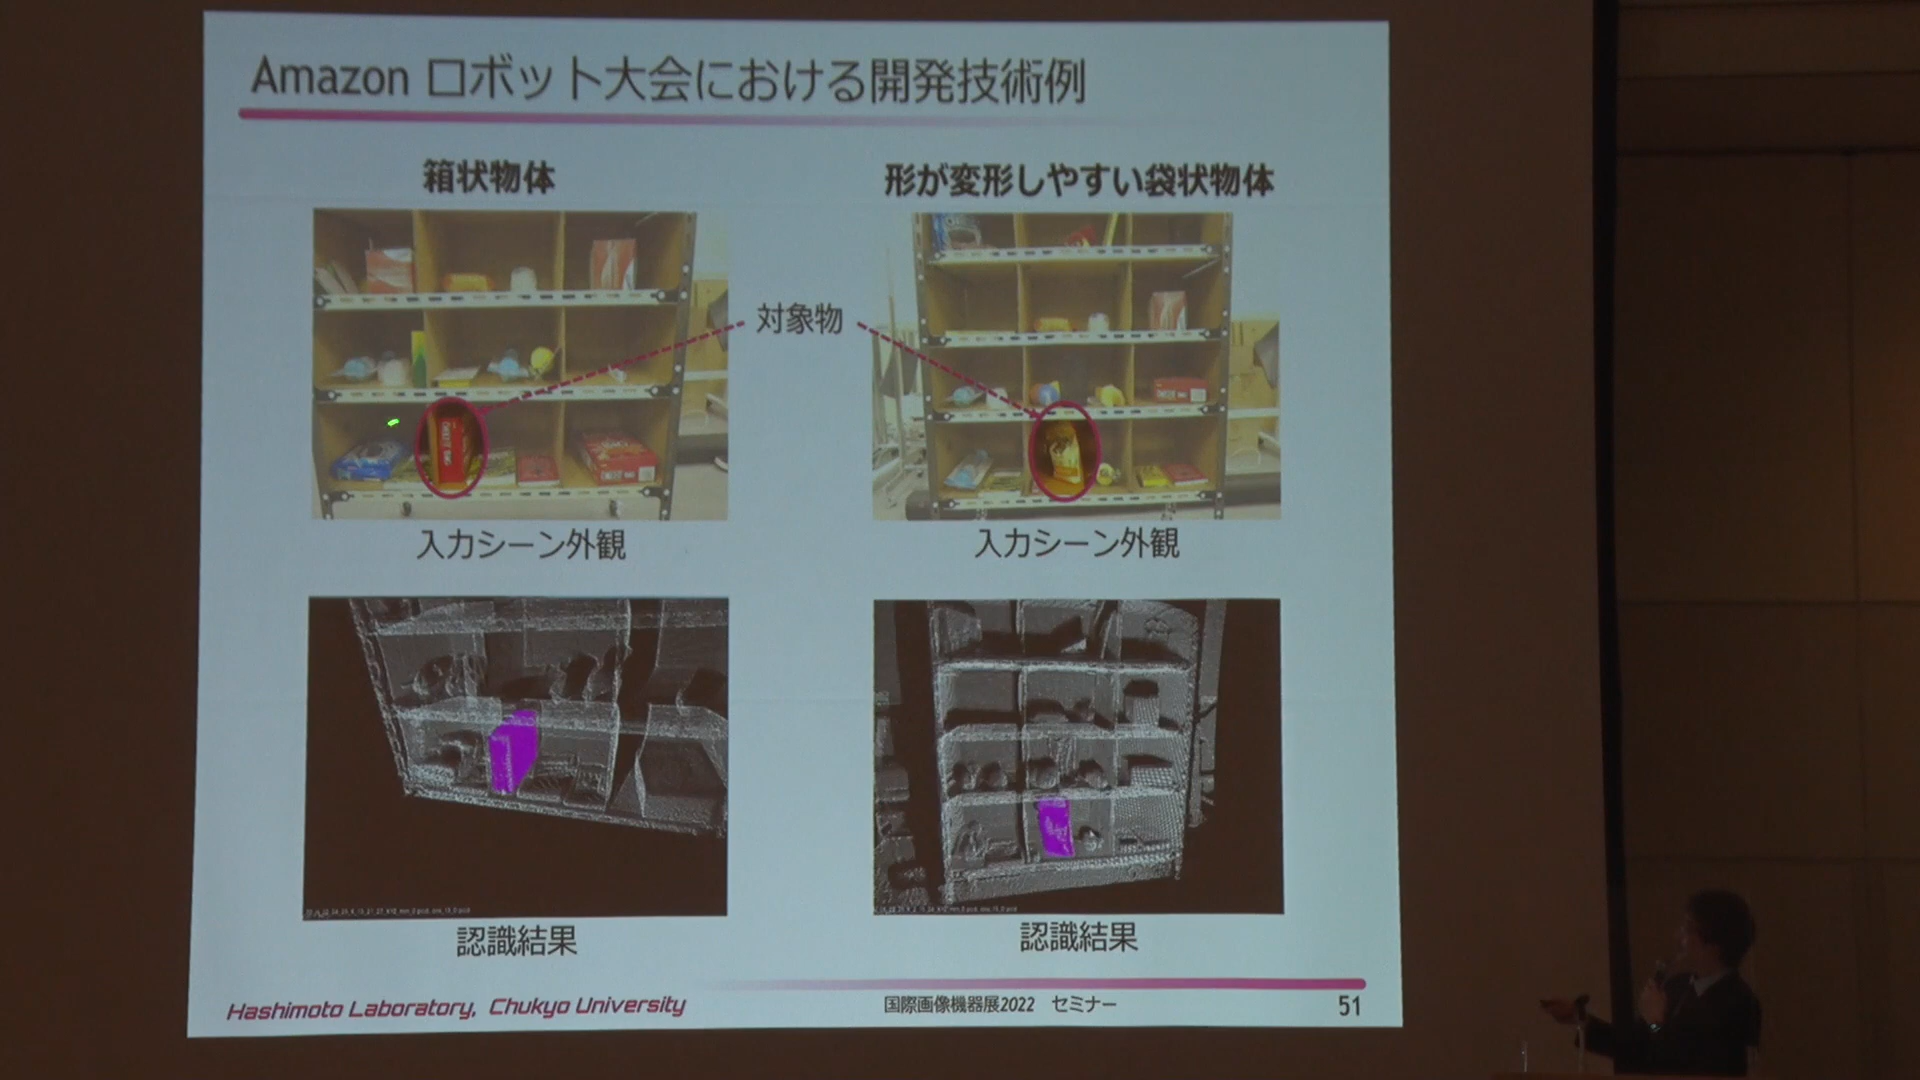 Amazon ロボット大会における開発技術例
箱状物体
形が変形しやすい袋状物体
対象物
入力シーン外観
入力シーン外観
認識結果
認識結果
Hashimoto Laboratory, Chukyo University
国際画像機器展2022 セミナー
51